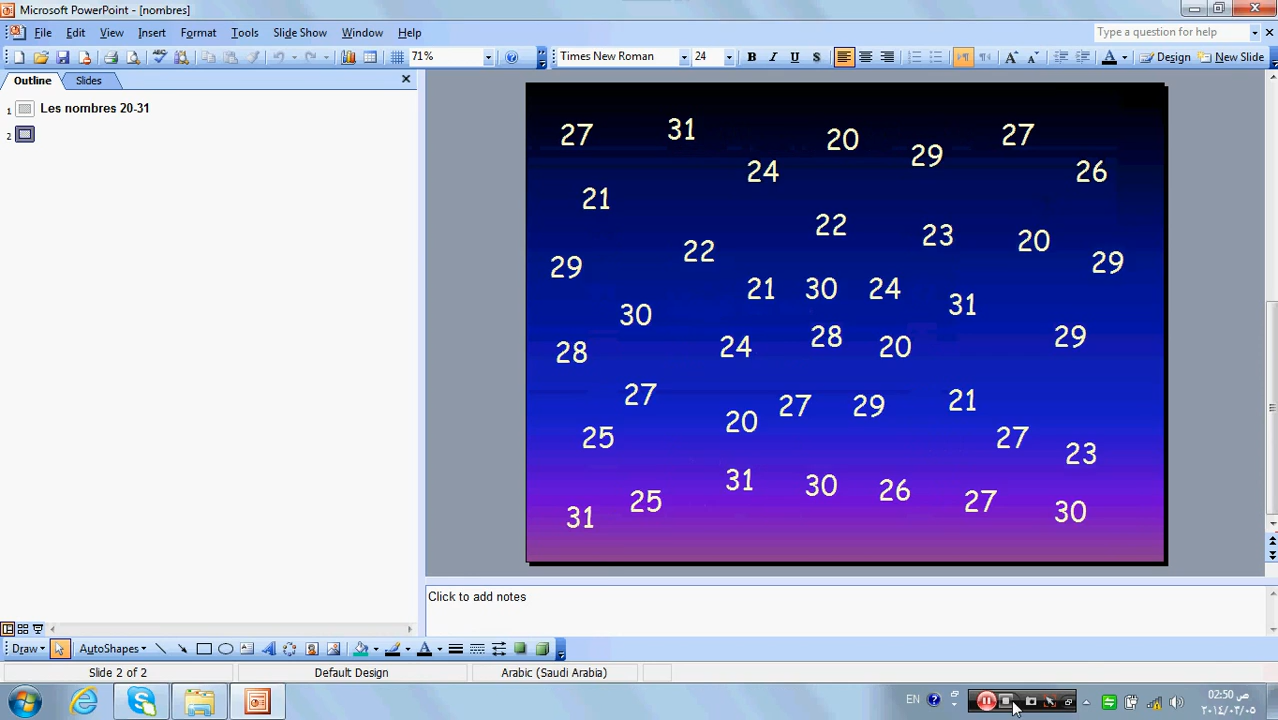 Microsoft PowerPoint - [nombres]
File Edit View Insert Format Tools Slide Show Window Help
Type a question for help
71% Times New Roman 24 B I U S Design New Slide
Outline Slides
1 Les nombres 20-31
2
27 31 20 27
24 29 26
21
22 23 20
22
29 29
21 30 24 31
30
28 24 28 20 29
27 27 29 21
20
25 27 23
31 30 26
31 25 27 30
Click to add notes
Draw AutoShapes
Slide 2 of 2 Default Design Arabic (Saudi Arabia)
EN 02:50 ص
٢٠١٤/٠٣/٠٥